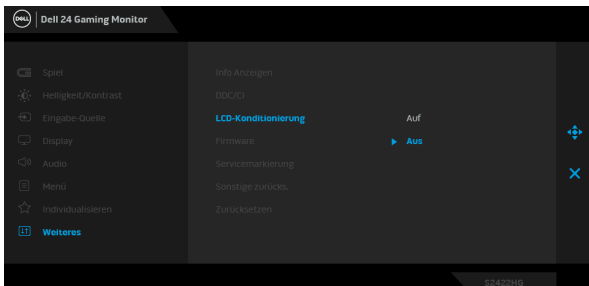 DELL Dell 24 Gaming Monitor
Spiel
Helligkeit/Kontrast
Eingabe-Quelle
Display
Audio
Menü
Individualisieren
Weiteres
Info Anzeigen
DDC/CI
LCD-Konditionierung Auf
Firmware Aus
Servicemarkierung
Sonstige zurücks.
Zurücksetzen
S2422HG